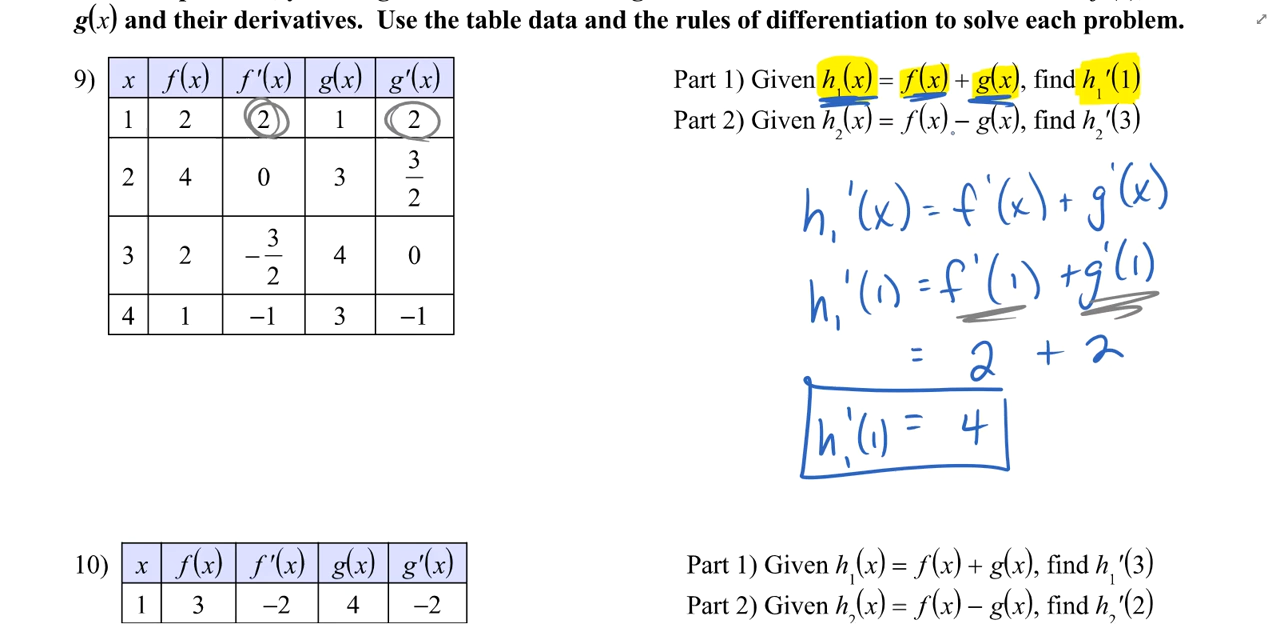 g(x) and their derivatives. Use the table data and the rules of differentiation to solve each problem.
9) x f(x) f'(x) g(x) g'(x)
1 2 2 1 2
2 4 0 3 3/2
3 2 −3/2 4 0
4 1 −1 3 −1
Part 1) Given h₁(x) = f(x) + g(x), find h₁'(1)
Part 2) Given h₂(x) = f(x) − g(x), find h₂'(3)
h₁'(x) = f'(x) + g'(x)
h₁'(1) = f'(1) + g'(1)
= 2 + 2
h₁'(1) = 4
10) x f(x) f'(x) g(x) g'(x)
1 3 −2 4 −2
Part 1) Given h₁(x) = f(x) + g(x), find h₁'(3)
Part 2) Given h₂(x) = f(x) − g(x), find h₂'(2)